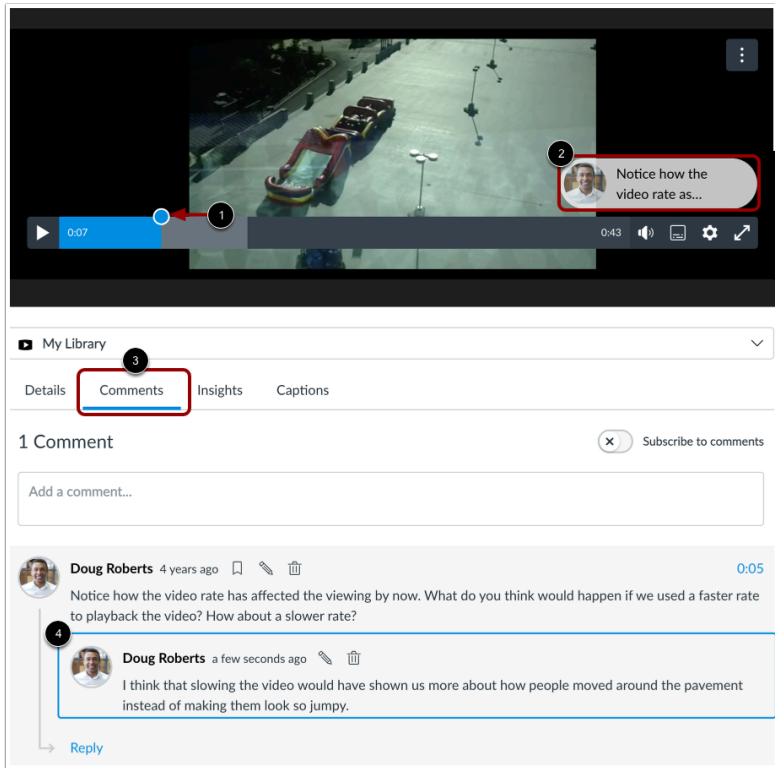 2
Notice how the
video rate as...
1
0:07
0:43
My Library
3
Details Comments Insights Captions
1 Comment
Subscribe to comments
Add a comment...
Doug Roberts 4 years ago 0:05
Notice how the video rate has affected the viewing by now. What do you think would happen if we used a faster rate
to playback the video? How about a slower rate?
4
Doug Roberts a few seconds ago
I think that slowing the video would have shown us more about how people moved around the pavement
instead of making them look so jumpy.
Reply